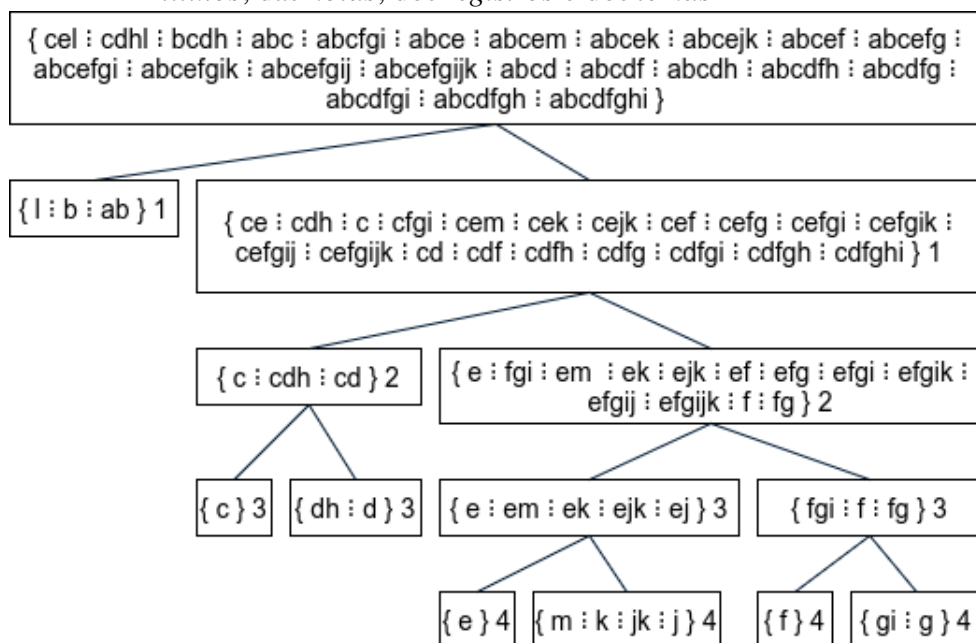 { cel ⁝ cdhl ⁝ bcdh ⁝ abc ⁝ abcfgi ⁝ abce ⁝ abcem ⁝ abcek ⁝ abcejk ⁝ abcef ⁝ abcefg ⁝
abcefgi ⁝ abcefgik ⁝ abcefgij ⁝ abcefgijk ⁝ abcd ⁝ abcdf ⁝ abcdh ⁝ abcdfh ⁝ abcdfg ⁝
abcdfgi ⁝ abcdfgh ⁝ abcdfghi }
{ l ⁝ b ⁝ ab } 1
{ ce ⁝ cdh ⁝ c ⁝ cfgi ⁝ cem ⁝ cek ⁝ cejk ⁝ cef ⁝ cefg ⁝ cefgi ⁝ cefgik ⁝
cefgij ⁝ cefgijk ⁝ cd ⁝ cdf ⁝ cdfh ⁝ cdfg ⁝ cdfgi ⁝ cdfgh ⁝ cdfghi } 1
{ c ⁝ cdh ⁝ cd } 2
{ e ⁝ fgi ⁝ em ⁝ ek ⁝ ejk ⁝ ef ⁝ efg ⁝ efgi ⁝ efgik ⁝
efgij ⁝ efgijk ⁝ f ⁝ fg } 2
{ c } 3
{ dh ⁝ d } 3
{ e ⁝ em ⁝ ek ⁝ ejk ⁝ ej } 3
{ fgi ⁝ f ⁝ fg } 3
{ e } 4
{ m ⁝ k ⁝ jk ⁝ j } 4
{ f } 4
{ gi ⁝ g } 4